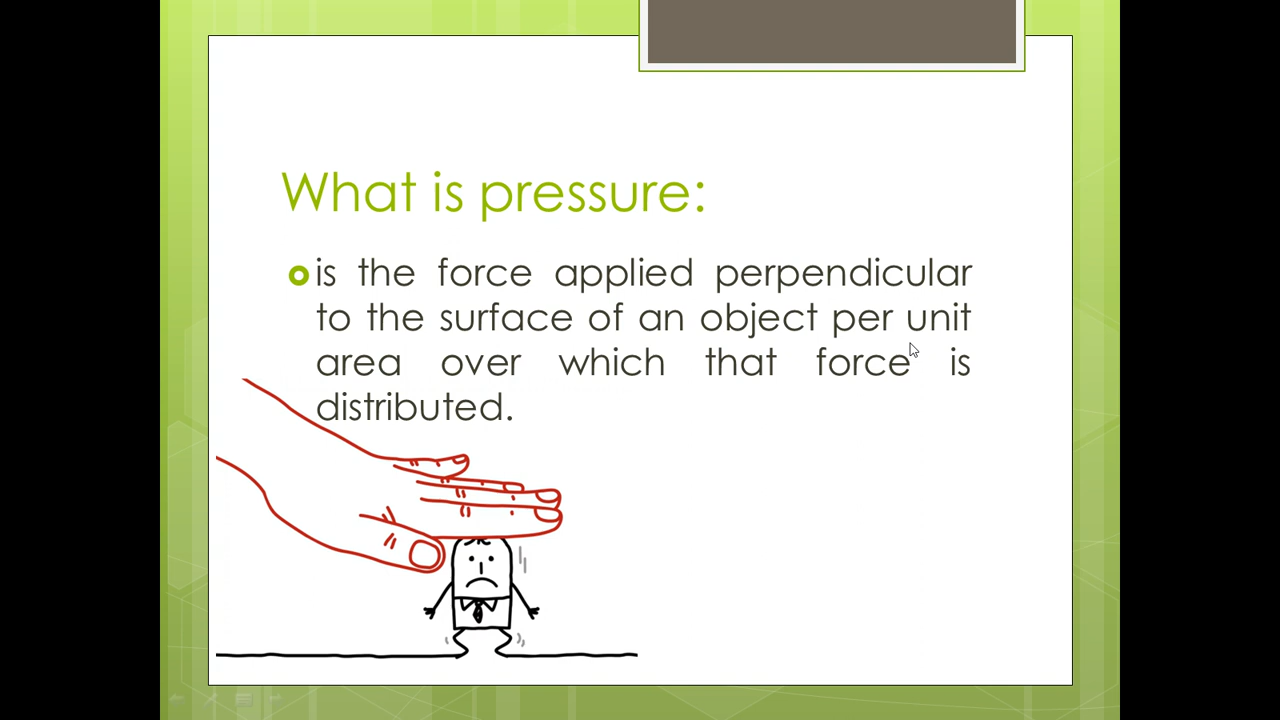 What is pressure:
is the force applied perpendicular
to the surface of an object per unit
area over which that force is
distributed.